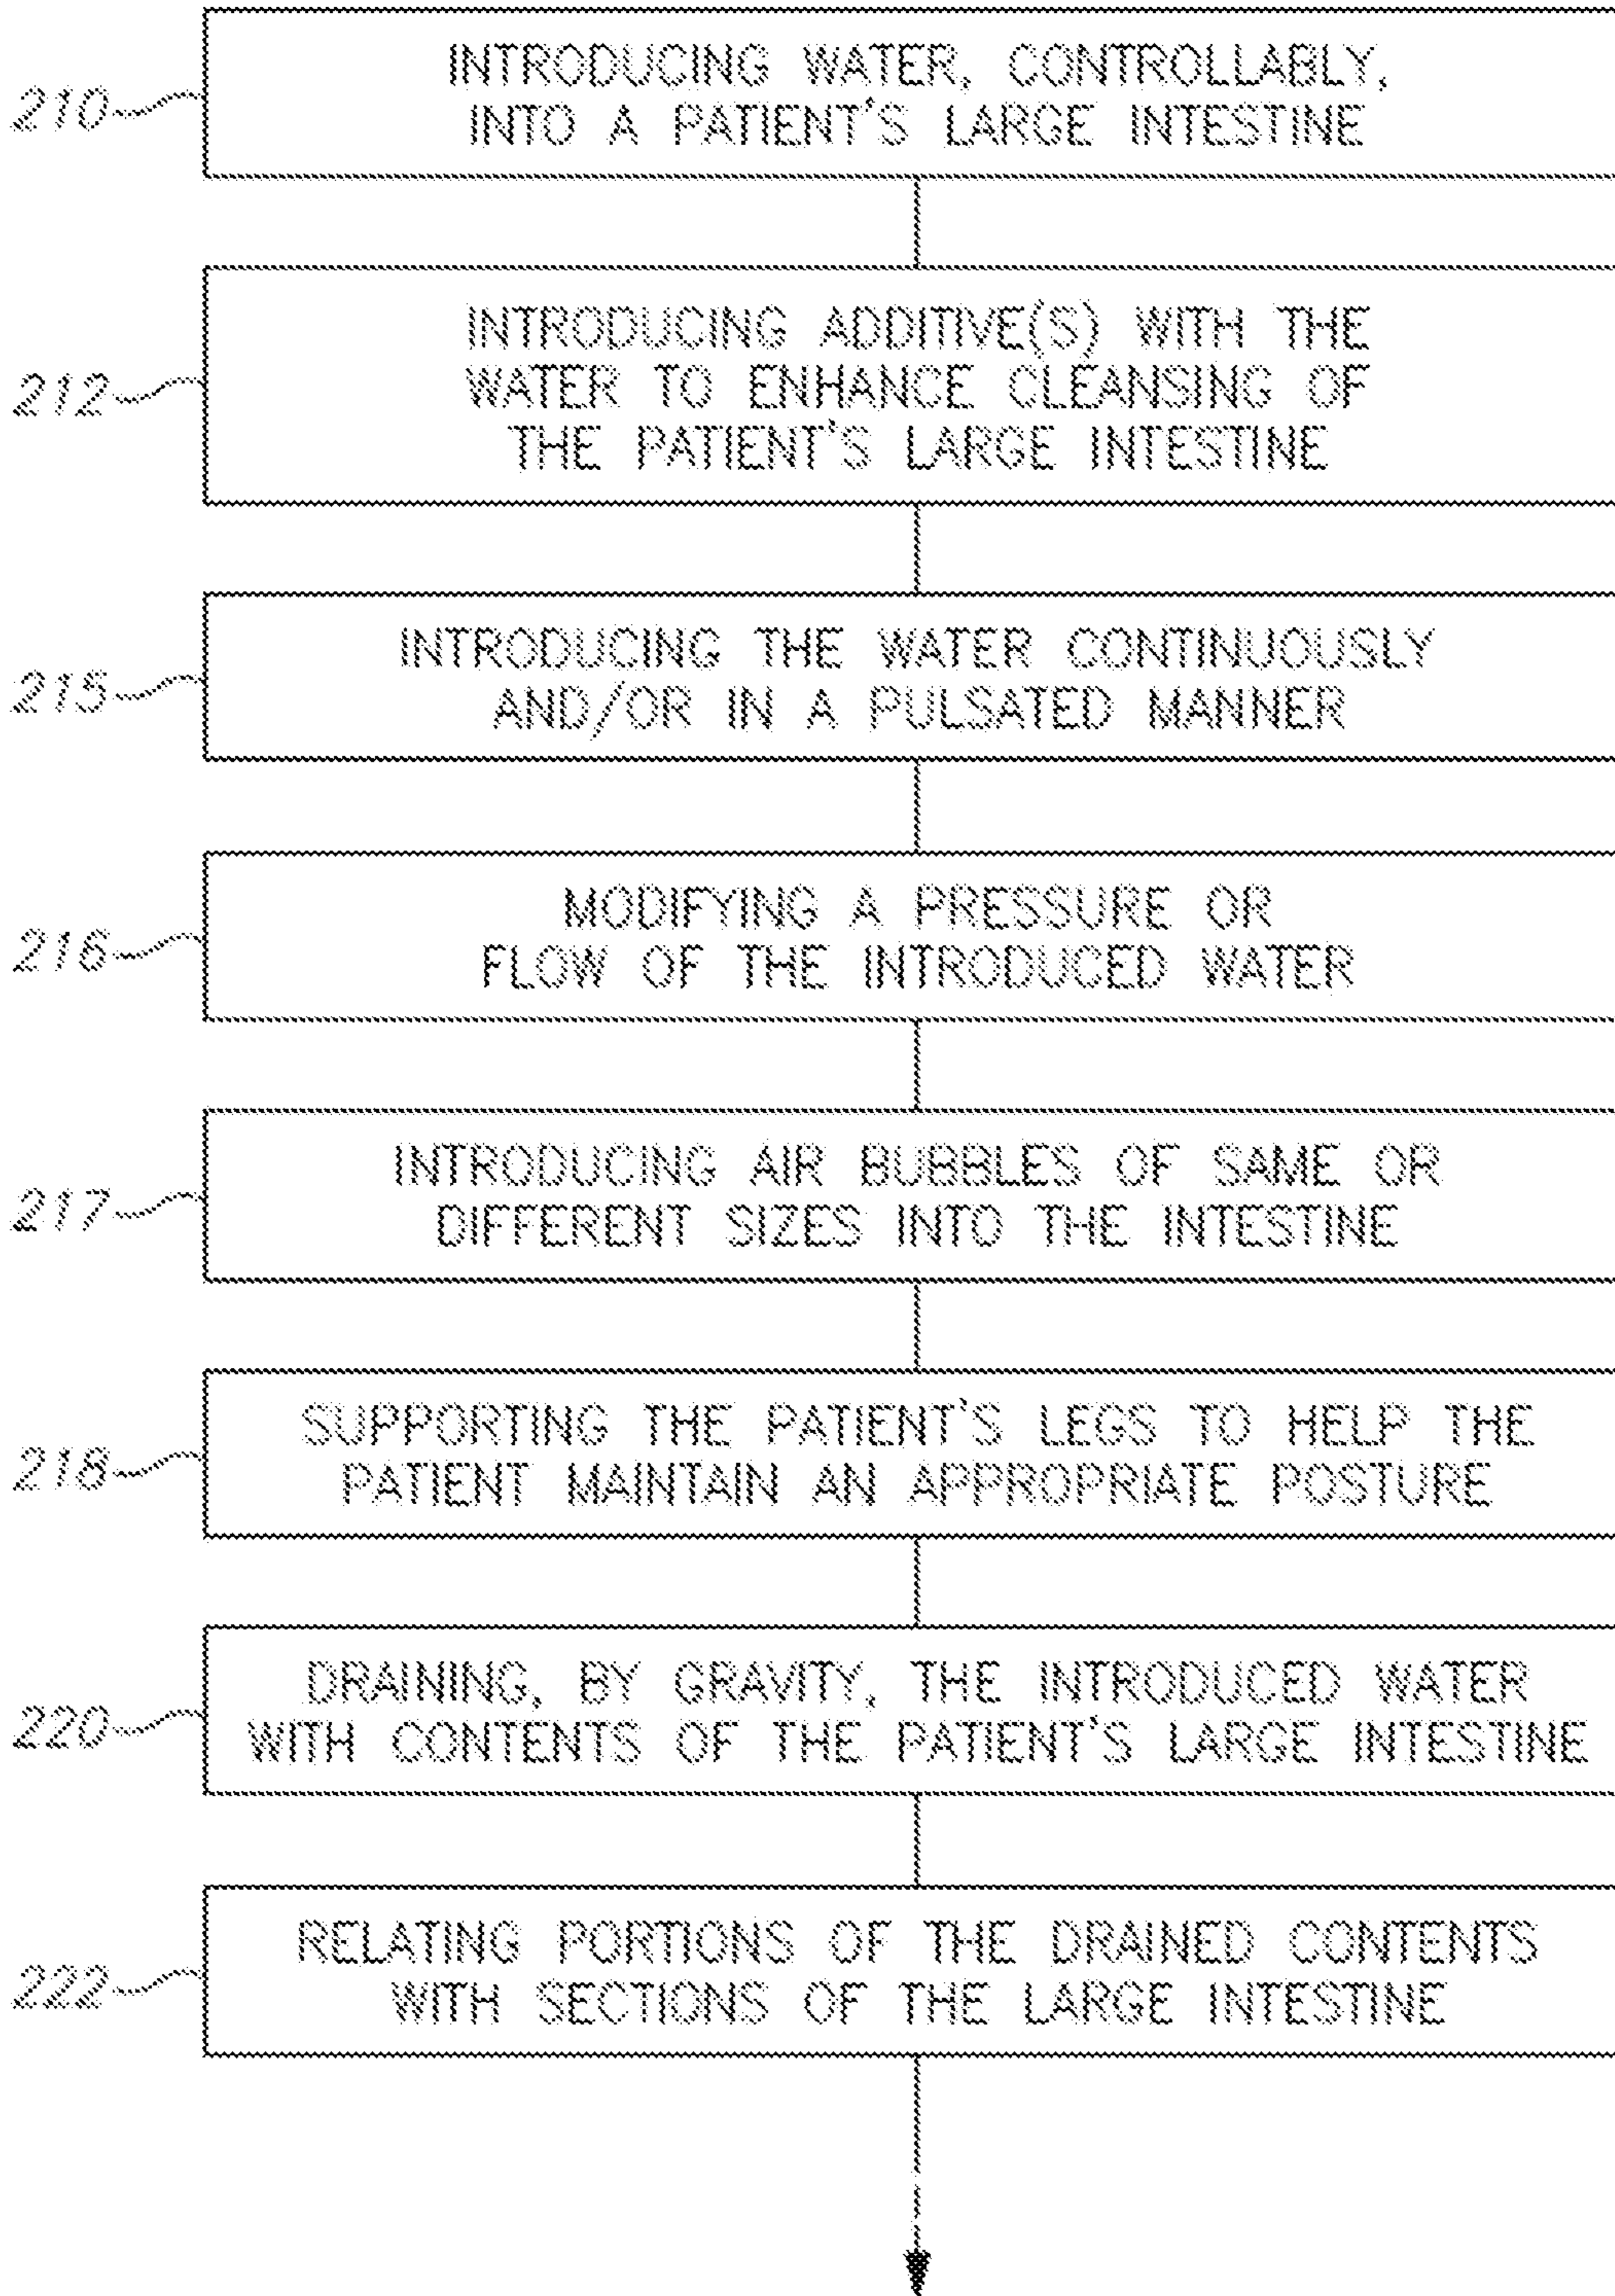 210
INTRODUCING WATER, CONTROLLABLY,
INTO A PATIENT'S LARGE INTESTINE
212
INTRODUCING ADDITIVE(S) WITH THE
WATER TO ENHANCE CLEANSING OF
THE PATIENT'S LARGE INTESTINE
215
INTRODUCING THE WATER CONTINUOUSLY
AND/OR IN A PULSATED MANNER
216
MODIFYING A PRESSURE OR
FLOW OF THE INTRODUCED WATER
217
INTRODUCING AIR BUBBLES OF SAME OR
DIFFERENT SIZES INTO THE INTESTINE
218
SUPPORTING THE PATIENT'S LEGS TO HELP THE
PATIENT MAINTAIN AN APPROPRIATE POSTURE
220
DRAINING, BY GRAVITY, THE INTRODUCED WATER
WITH CONTENTS OF THE PATIENT'S LARGE INTESTINE
222
RELATING PORTIONS OF THE DRAINED CONTENTS
WITH SECTIONS OF THE LARGE INTESTINE